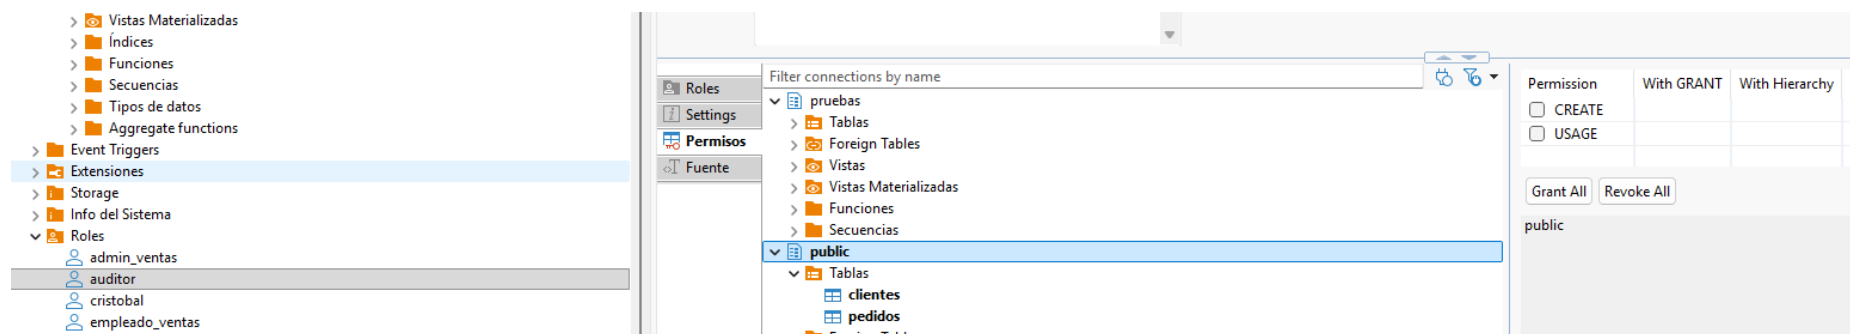 Vistas Materializadas
Índices
Funciones
Secuencias
Tipos de datos
Aggregate functions
Event Triggers
Extensiones
Storage
Info del Sistema
Roles
admin_ventas
auditor
cristobal
empleado_ventas
Roles
Settings
Permisos
Fuente
Filter connections by name
pruebas
Tablas
Foreign Tables
Vistas
Vistas Materializadas
Funciones
Secuencias
public
Tablas
clientes
pedidos
Permission With GRANT With Hierarchy
CREATE
USAGE
Grant All Revoke All
public